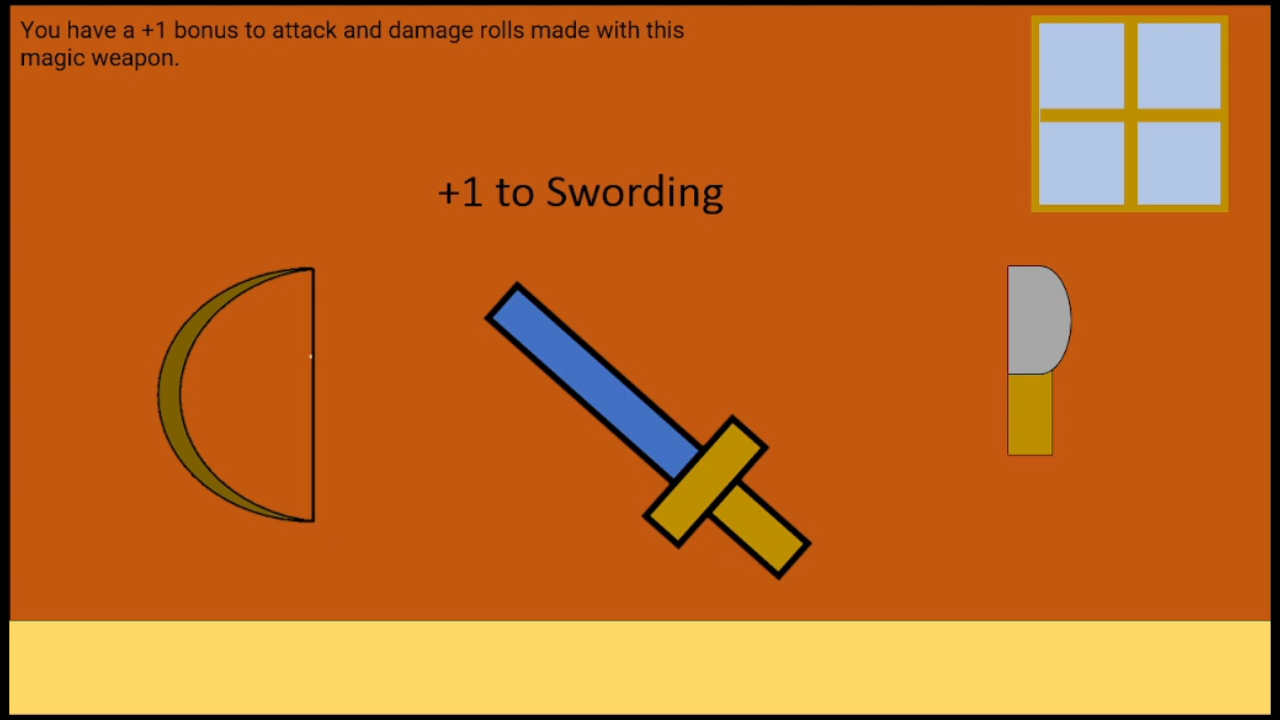 You have a +1 bonus to attack and damage rolls made with this
magic weapon.
+1 to Swording